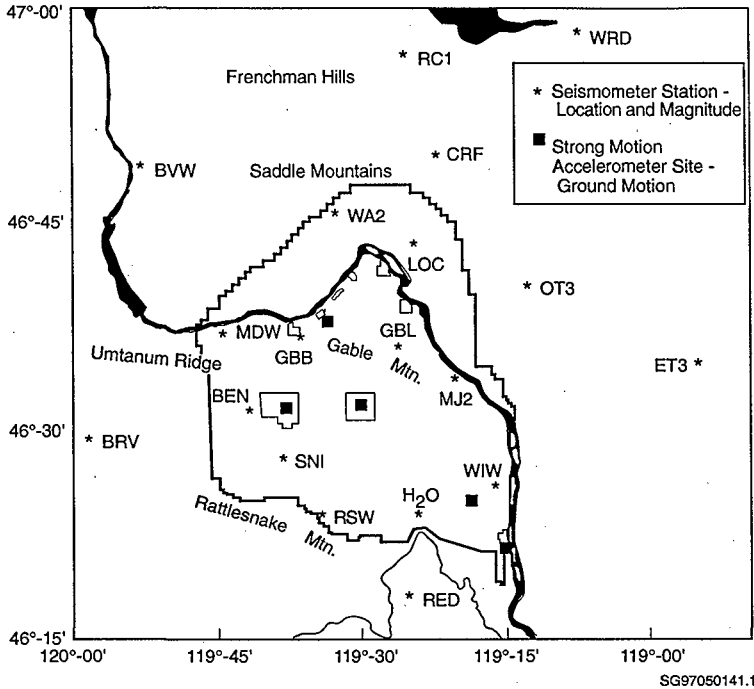 47°-00'
WRD
RC1
Frenchman Hills
* Seismometer Station -
Location and Magnitude
■ Strong Motion
Accelerometer Site -
Ground Motion
CRF
BVW
Saddle Mountains
46°-45'
WA2
LOC
OT3
MDW
GBB
Gable
Mtn.
GBL
Umtanum Ridge
ET3
MJ2
BEN
46°-30'
BRV
SNI
WIW
H2O
Rattlesnake
Mtn.
RSW
RED
46°-15'
120°-00'
119°-45'
119°-30'
119°-15'
119°-00'
SG97050141.1